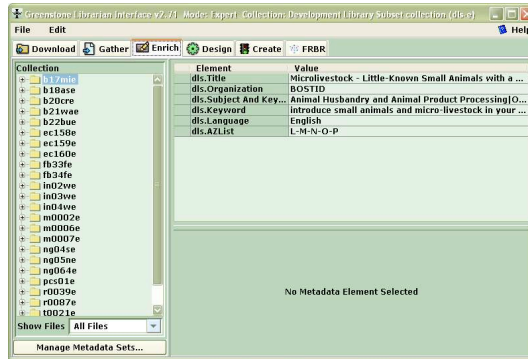 Greenstone Librarian Interface v2.71 Mode: Expert Collection: Development Library Subset collection (dls-e)
File Edit Help
Download Gather Enrich Design Create FRBR
Collection
b17mie
b18ase
b20cre
b21wae
b22bue
ec158e
ec159e
ec160e
fb33fe
fb34fe
in02we
in03we
in04we
m0002e
m0006e
m0007e
ng04se
ng05ne
ng064e
pcs01e
r0039e
r0087e
t0021e
Show Files All Files
Manage Metadata Sets...
Element Value
dls.Title Microlivestock - Little-Known Small Animals with a ...
dls.Organization BOSTID
dls.Subject And Key... Animal Husbandry and Animal Product Processing|O...
dls.Keyword introduce small animals and micro-livestock in your ...
dls.Language English
dls.AZList L-M-N-O-P
No Metadata Element Selected